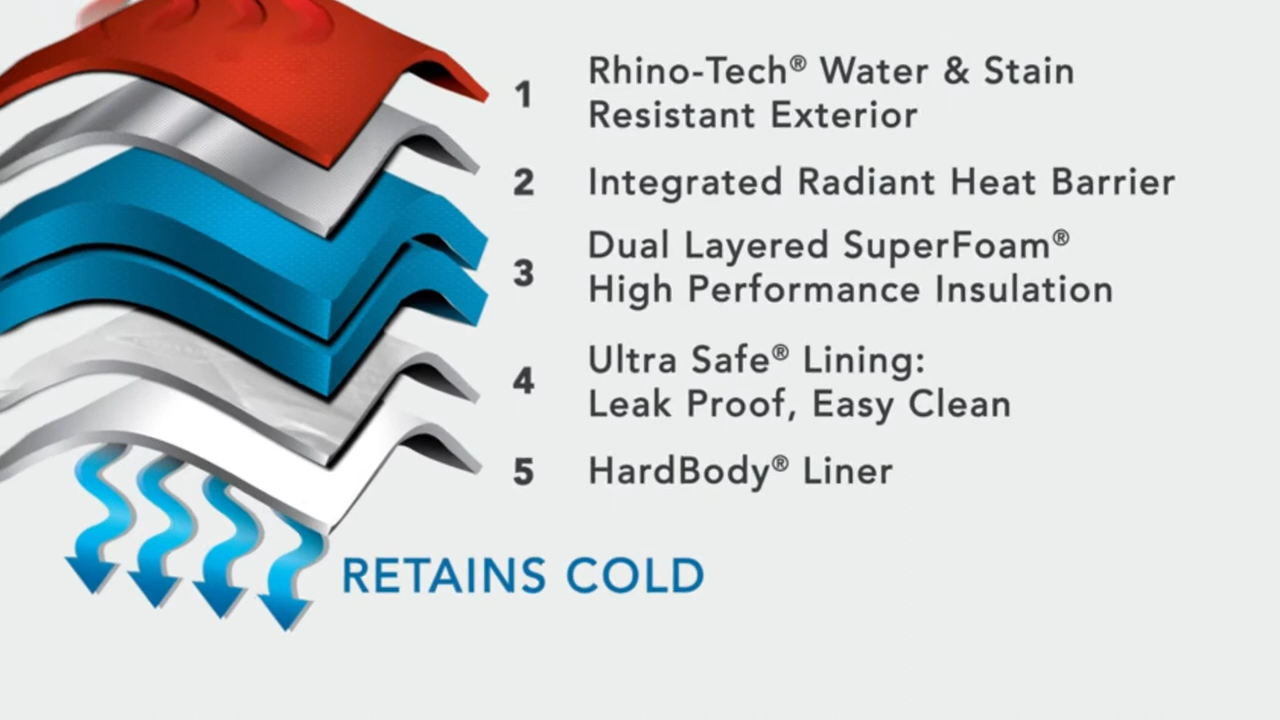 1 Rhino-Tech® Water & Stain
Resistant Exterior
2 Integrated Radiant Heat Barrier
3 Dual Layered SuperFoam®
High Performance Insulation
4 Ultra Safe® Lining:
Leak Proof, Easy Clean
5 HardBody® Liner
RETAINS COLD